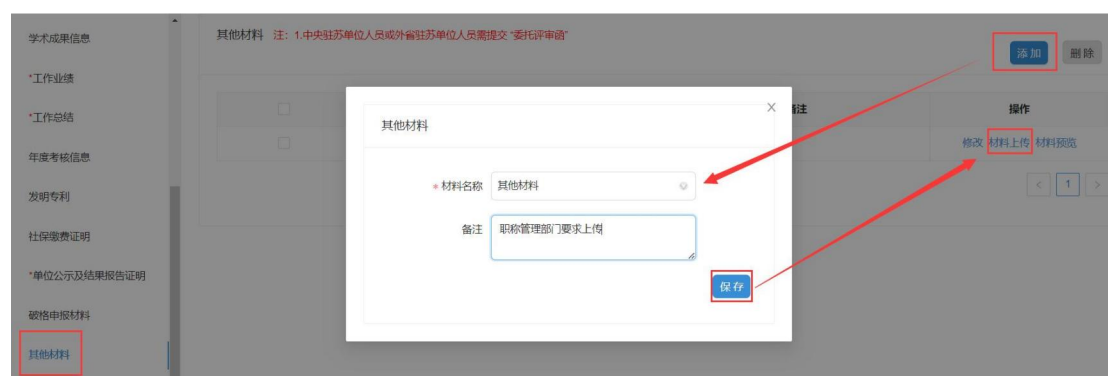 学术成果信息
*工作业绩
*工作总结
年度考核信息
发明专利
社保缴费证明
*单位公示及结果报告证明
破格申报材料
其他材料
其他材料 注：1.中央驻苏单位人员或外省驻苏单位人员需提交 "委托评审函"
添加 删除
备注 操作
修改 材料上传 材料预览
< 1 >
其他材料 X
* 材料名称 其他材料
备注 职称管理部门要求上传
保存